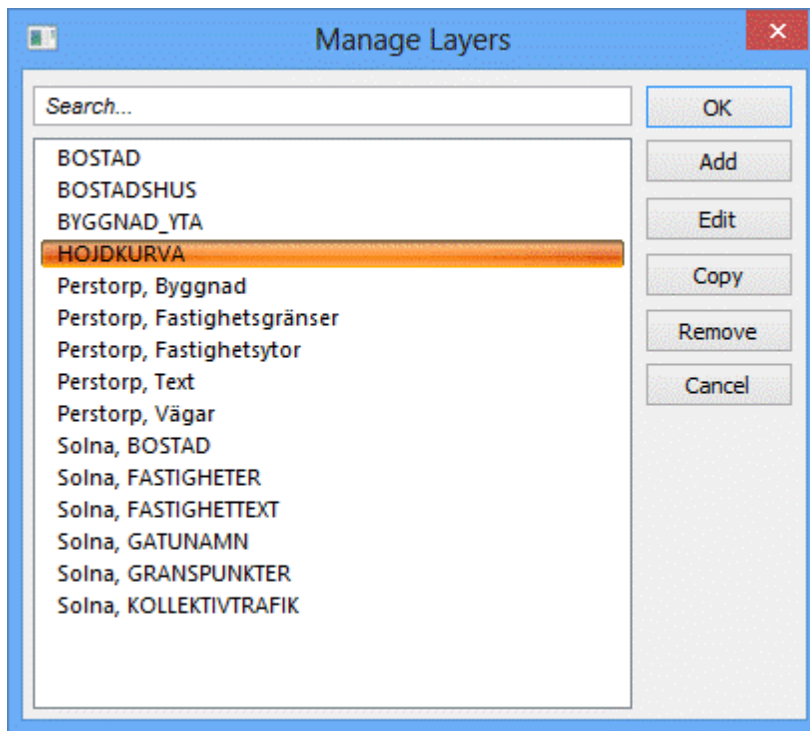 Manage Layers
Search...
OK
BOSTAD
Add
BOSTADSHUS
BYGGNAD_YTA
Edit
HOJDKURVA
Copy
Perstorp, Byggnad
Perstorp, Fastighetsgränser
Remove
Perstorp, Fastighetsytor
Perstorp, Text
Cancel
Perstorp, Vägar
Solna, BOSTAD
Solna, FASTIGHETER
Solna, FASTIGHETTEXT
Solna, GATUNAMN
Solna, GRANSPUNKTER
Solna, KOLLEKTIVTRAFIK